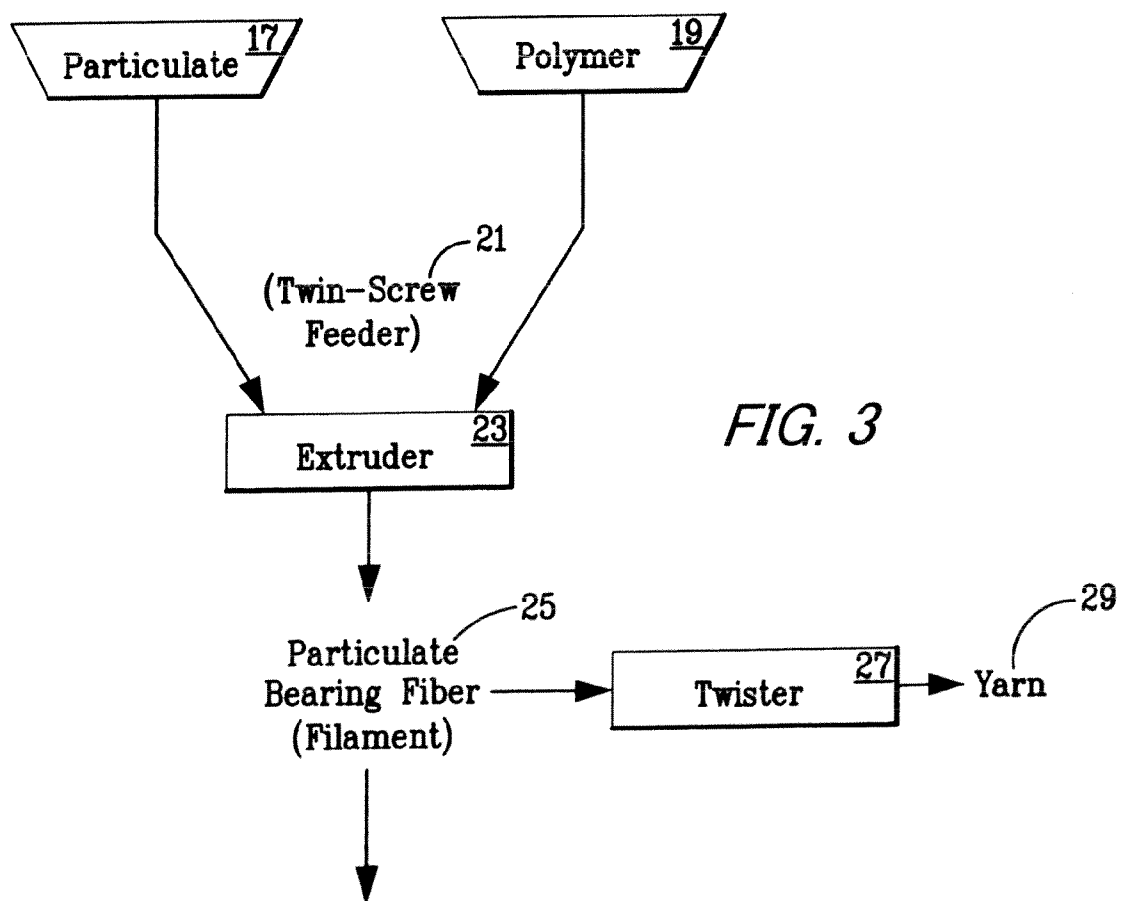 17
Particulate
19
Polymer
21
(Twin-Screw
Feeder)
23
Extruder
FIG. 3
25
Particulate
Bearing Fiber
(Filament)
27
Twister
29
Yarn